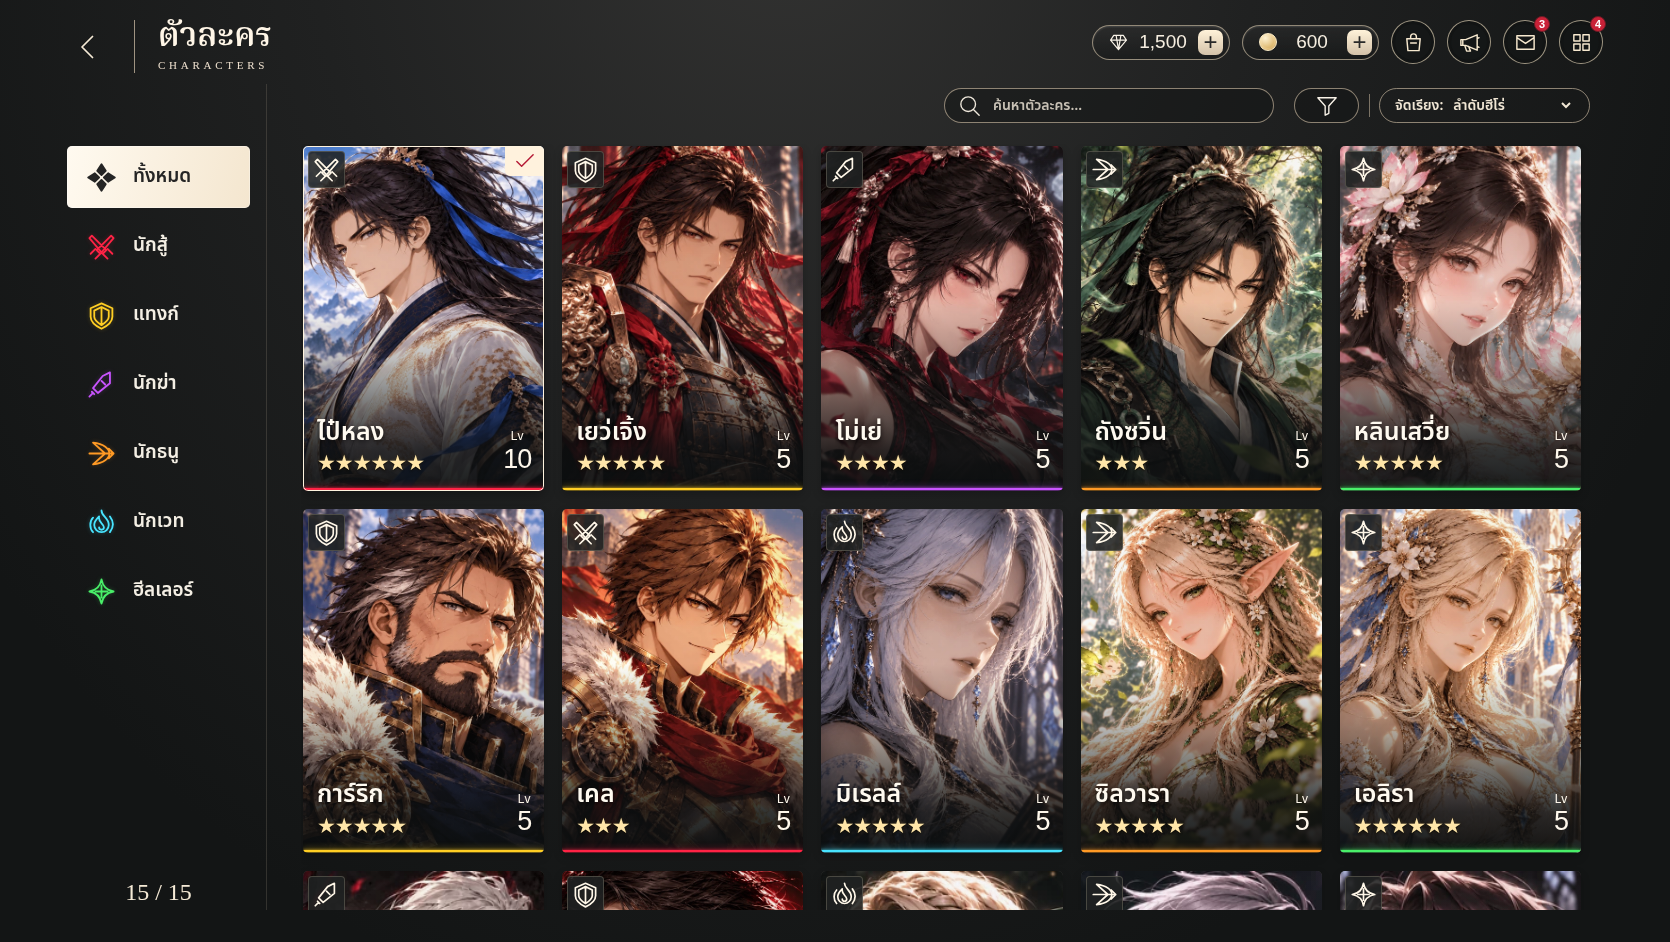 ตัวละคร
CHARACTERS
1,500
600
3
4
ค้นหาตัวละคร...
จัดเรียง: ลำดับฮีโร่
ทั้งหมด
นักสู้
แทงก์
นักฆ่า
นักธนู
นักเวท
ฮีลเลอร์
15 / 15
ไป๋หลง
Lv
10
เยว่เจิ้ง
Lv
5
โม่เย่
Lv
5
ถังซวิ่น
Lv
5
หลินเสวี่ย
Lv
5
การ์ริก
Lv
5
เคล
Lv
5
มิเรลล์
Lv
5
ซิลวารา
Lv
5
เอลิรา
Lv
5